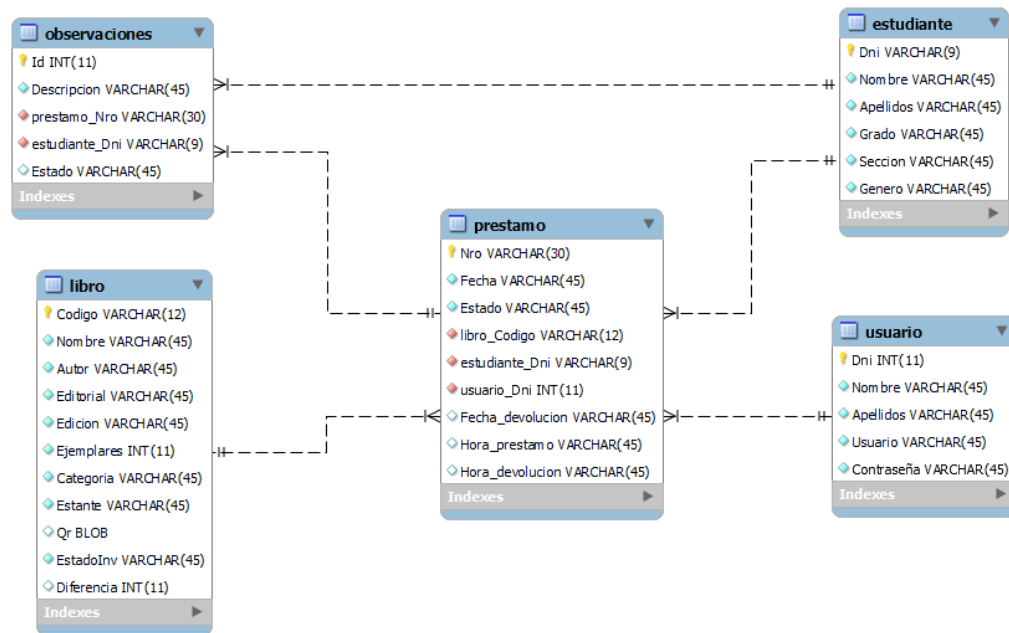 observaciones
Id INT(11)
Descripcion VARCHAR(45)
prestamo_Nro VARCHAR(30)
estudiante_Dni VARCHAR(9)
Estado VARCHAR(45)
Indexes
estudiante
Dni VARCHAR(9)
Nombre VARCHAR(45)
Apellidos VARCHAR(45)
Grado VARCHAR(45)
Seccion VARCHAR(45)
Genero VARCHAR(45)
Indexes
prestamo
Nro VARCHAR(30)
Fecha VARCHAR(45)
Estado VARCHAR(45)
libro_Codigo VARCHAR(12)
estudiante_Dni VARCHAR(9)
usuario_Dni INT(11)
Fecha_devolucion VARCHAR(45)
Hora_prestamo VARCHAR(45)
Hora_devolucion VARCHAR(45)
Indexes
libro
Codigo VARCHAR(12)
Nombre VARCHAR(45)
Autor VARCHAR(45)
Editorial VARCHAR(45)
Edicion VARCHAR(45)
Ejemplares INT(11)
Categoria VARCHAR(45)
Estante VARCHAR(45)
Qr BLOB
EstadoInv VARCHAR(45)
Diferencia INT(11)
Indexes
usuario
Dni INT(11)
Nombre VARCHAR(45)
Apellidos VARCHAR(45)
Usuario VARCHAR(45)
Contraseña VARCHAR(45)
Indexes